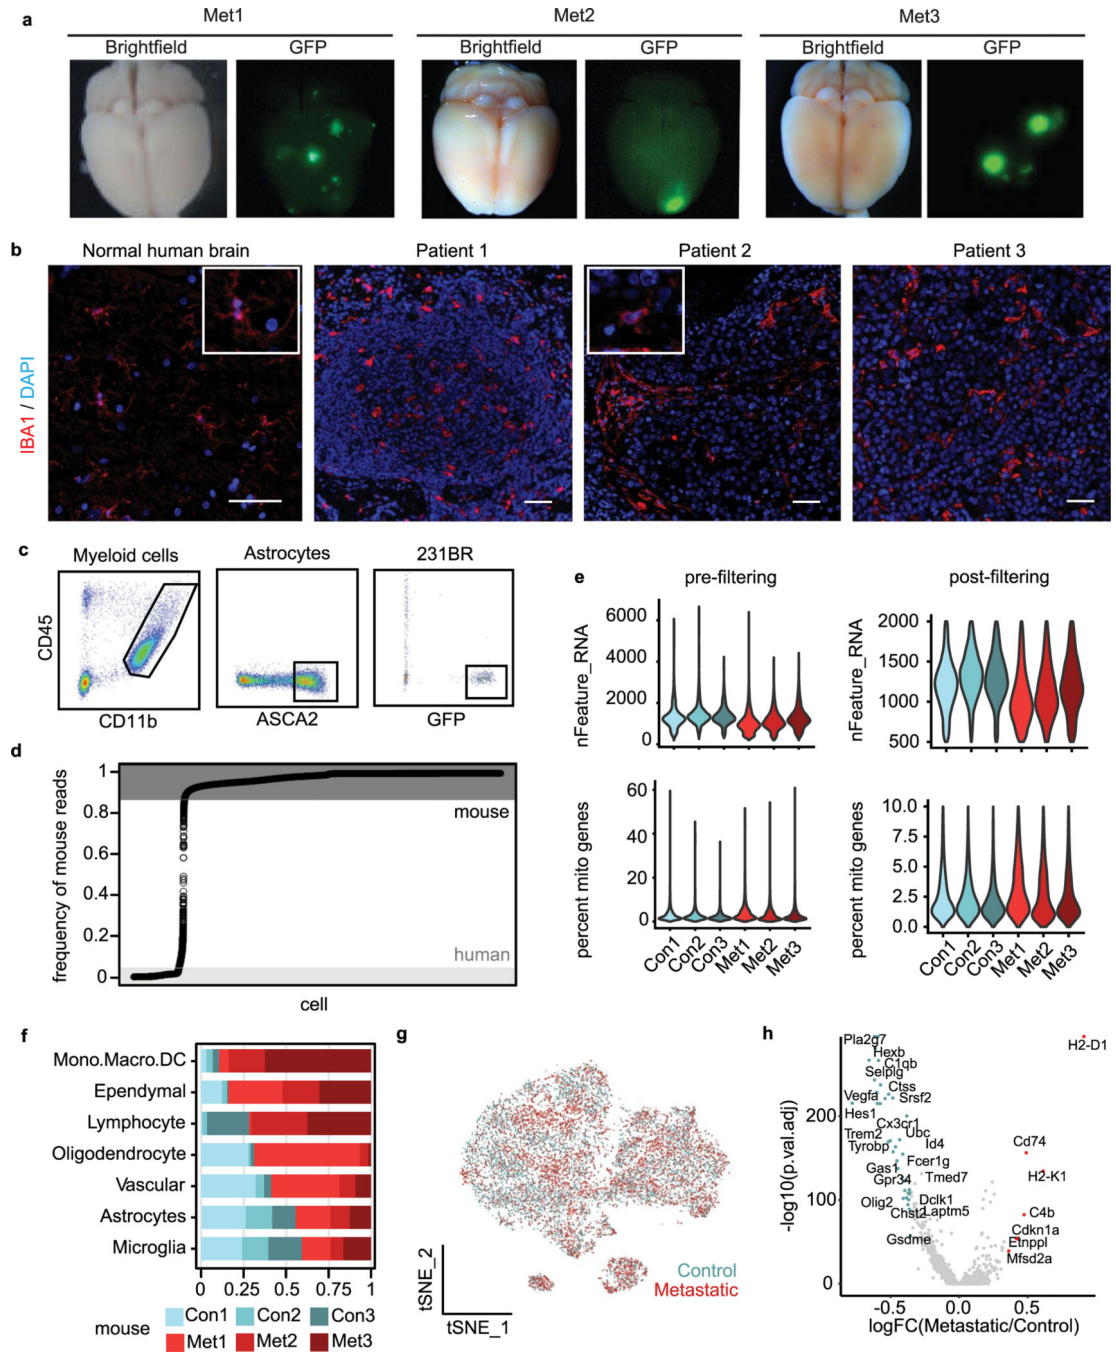 a
Met1
Met2
Met3
Brightfield
GFP
Brightfield
GFP
Brightfield
GFP
b
Normal human brain
Patient 1
Patient 2
Patient 3
IBA1 / DAPI
c
Myeloid cells
Astrocytes
231BR
CD45
CD11b
ASCA2
GFP
d
frequency of mouse reads
1
0.8
0.6
0.4
0.2
0
mouse
human
cell
e
pre-filtering
post-filtering
nFeature_RNA
6000
4000
2000
0
nFeature_RNA
2000
1500
1000
500
percent mito genes
60
40
20
0
Con1
Con2
Con3
Met1
Met2
Met3
percent mito genes
10.0
7.5
5.0
2.5
0.0
Con1
Con2
Con3
Met1
Met2
Met3
f
Mono.Macro.DC
Ependymal
Lymphocyte
Oligodendrocyte
Vascular
Astrocytes
Microglia
0
0.25
0.5
0.75
1
mouse
Con1
Con2
Con3
Met1
Met2
Met3
g
tSNE_2
tSNE_1
Control
Metastatic
h
-log10(p.val.adj)
200
100
0
Pla2g7
Hexb
C1qb
Selplg
Ctss
Vegfa
Srsf2
Hes1
Cx3cr1
Trem2
Ubc
Tyrobp
Id4
Gas1
Fcer1g
Gpr34
Tmed7
Olig2
Dclk1
Chst2
Laptm5
Gsdme
H2-D1
Cd74
H2-K1
C4b
Cdkn1a
Etnppl
Mfsd2a
-0.5
0.0
0.5
logFC(Metastatic/Control)